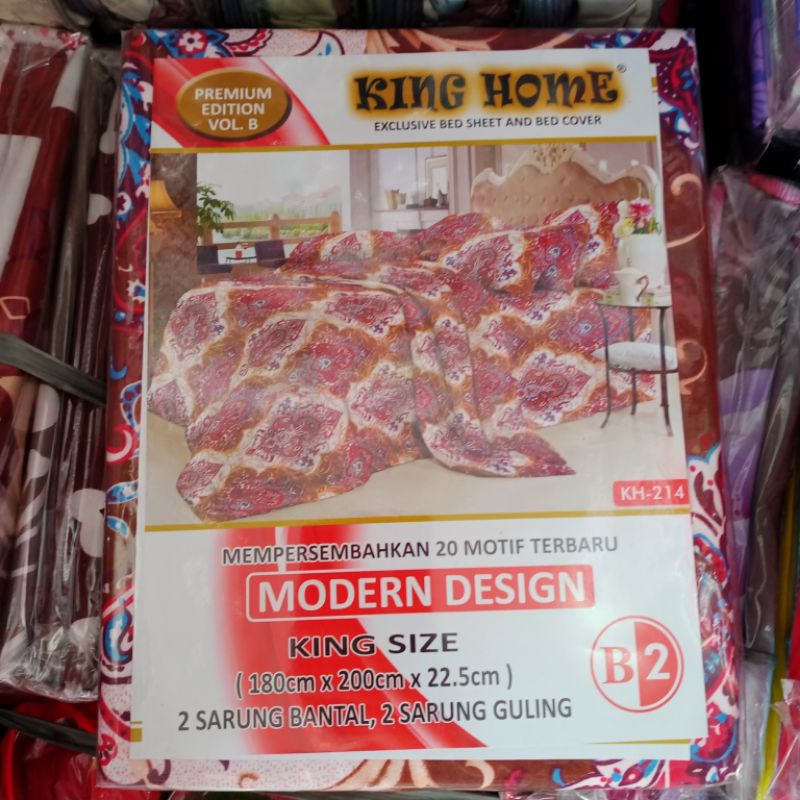 PREMIUM
EDITION
VOL. B
KING HOME®
EXCLUSIVE BED SHEET AND BED COVER
KH-214
MEMPERSEMBAHKAN 20 MOTIF TERBARU
MODERN DESIGN
KING SIZE
( 180cm x 200cm x 22.5cm )
2 SARUNG BANTAL, 2 SARUNG GULING
B 2